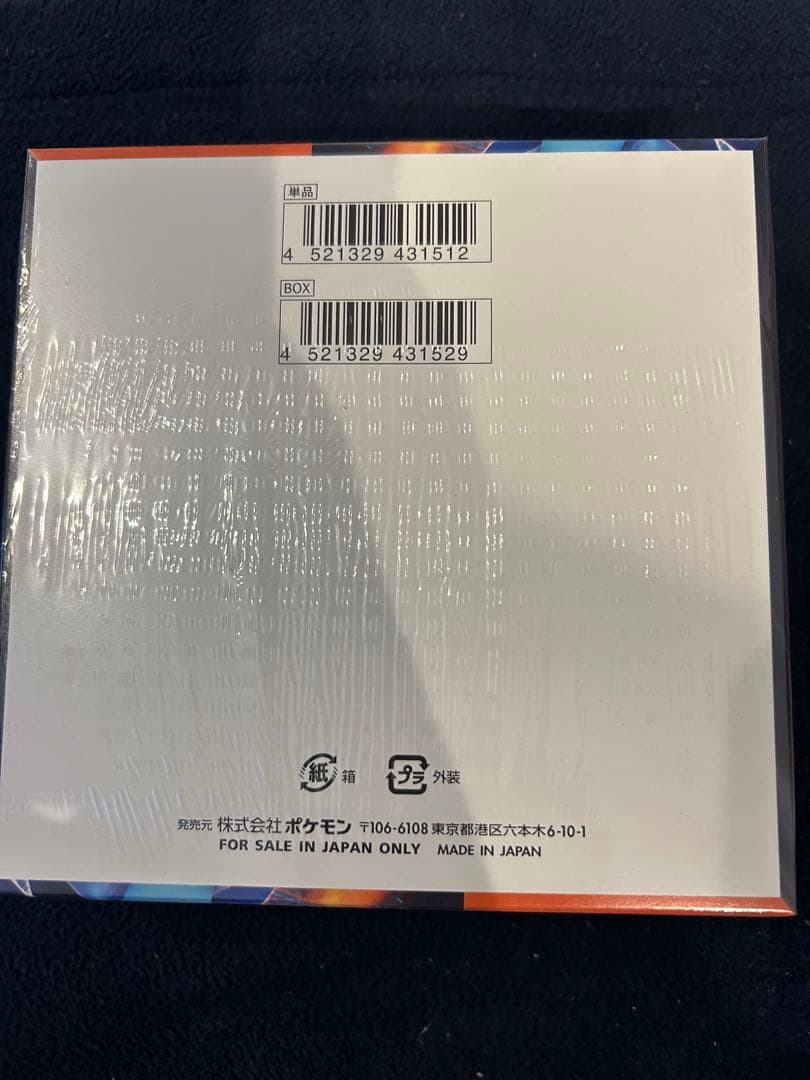 単品
4 521329 431512
BOX
4 521329 431529
紙 箱 プラ 外装
発売元 株式会社 ポケモン 〒106-6108 東京都港区六本木6-10-1
FOR SALE IN JAPAN ONLY MADE IN JAPAN